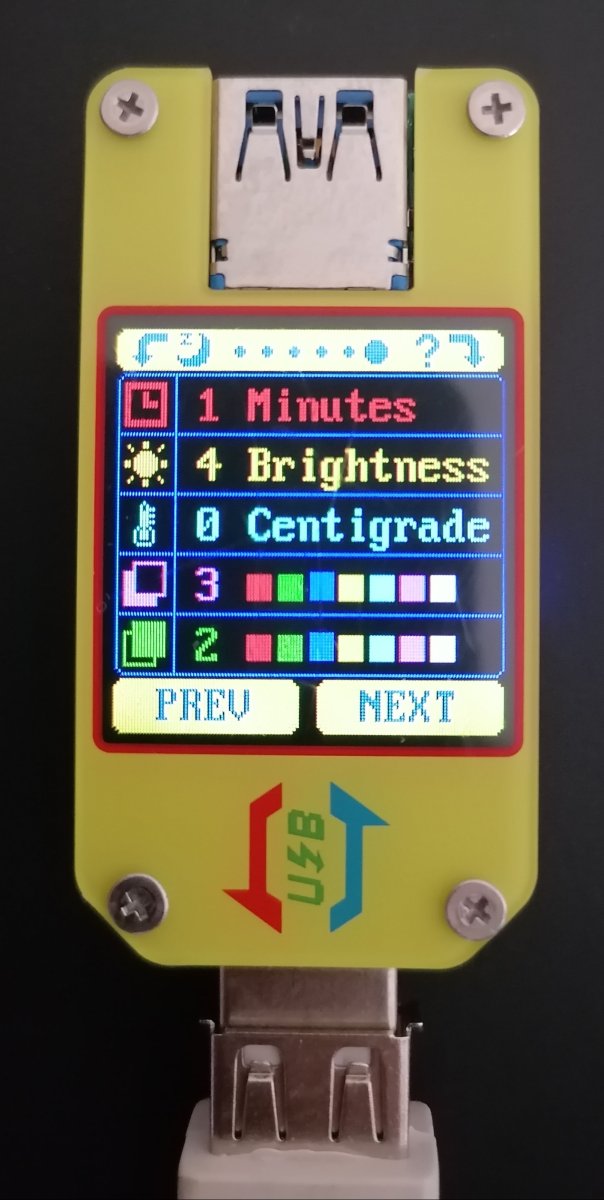 z
?
1 Minutes
4 Brightness
0 Centigrade
3
2
PREV NEXT
USB